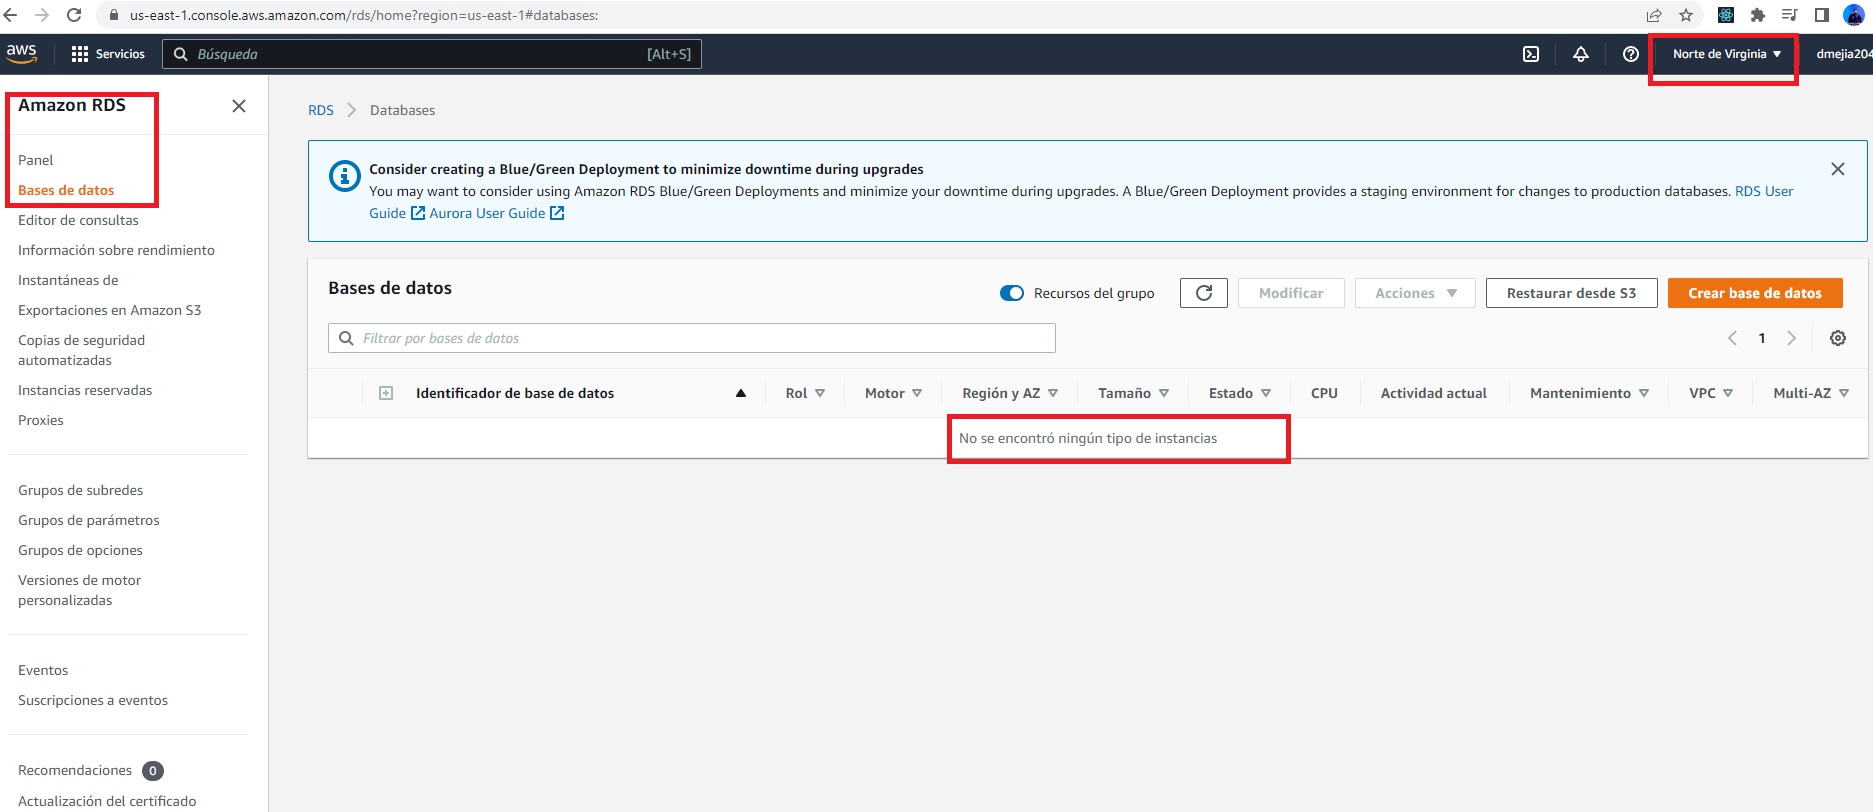 us-east-1.console.aws.amazon.com/rds/home?region=us-east-1#databases:
aws
Servicios
Búsqueda
[Alt+S]
Norte de Virginia
dmejia204
Amazon RDS
Panel
Bases de datos
Editor de consultas
Información sobre rendimiento
Instantáneas de
Exportaciones en Amazon S3
Copias de seguridad
automatizadas
Instancias reservadas
Proxies
Grupos de subredes
Grupos de parámetros
Grupos de opciones
Versiones de motor
personalizadas
Eventos
Suscripciones a eventos
Recomendaciones 0
Actualización del certificado
RDS > Databases
Consider creating a Blue/Green Deployment to minimize downtime during upgrades
You may want to consider using Amazon RDS Blue/Green Deployments and minimize your downtime during upgrades. A Blue/Green Deployment provides a staging environment for changes to production databases. RDS User
Guide Aurora User Guide
Bases de datos
Recursos del grupo
Modificar
Acciones
Restaurar desde S3
Crear base de datos
Filtrar por bases de datos
1
Identificador de base de datos
Rol
Motor
Región y AZ
Tamaño
Estado
CPU
Actividad actual
Mantenimiento
VPC
Multi-AZ
No se encontró ningún tipo de instancias